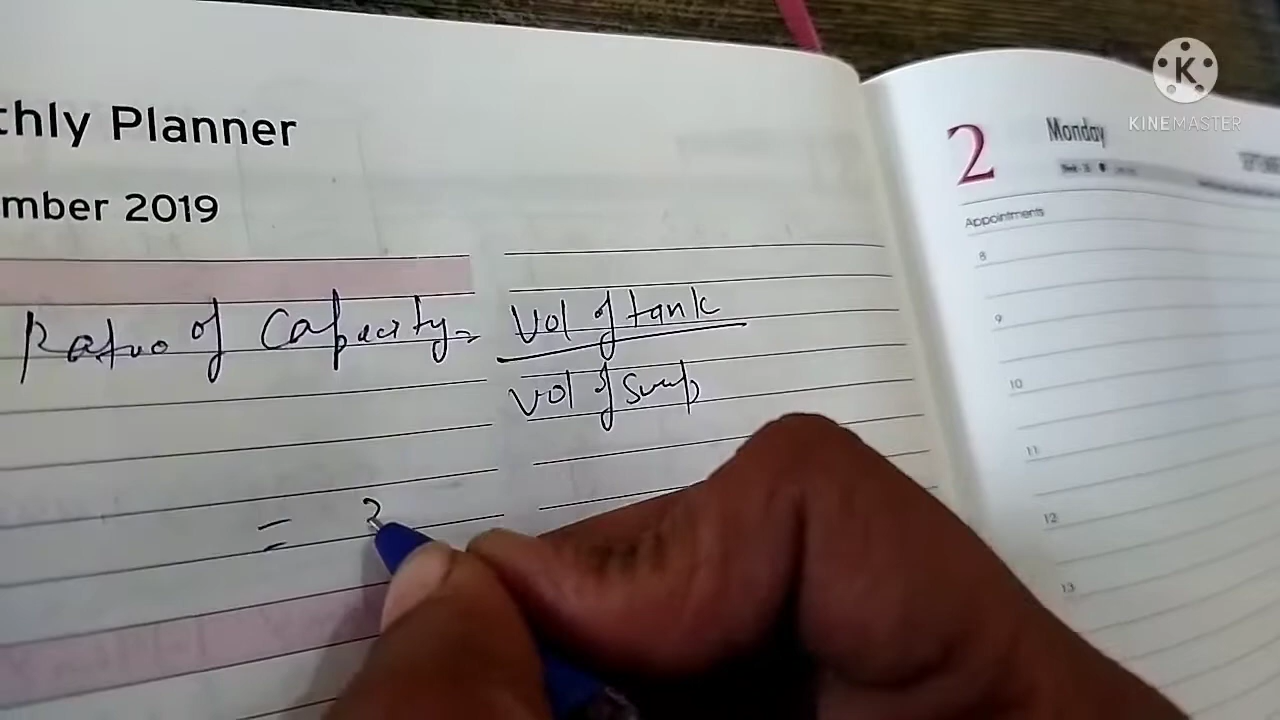 thly Planner
mber 2019
Ratio of Capacity = Vol of tank
Vol of sump
= 3
2
Monday
Appointments
8
9
10
11
12
13
KINEMASTER